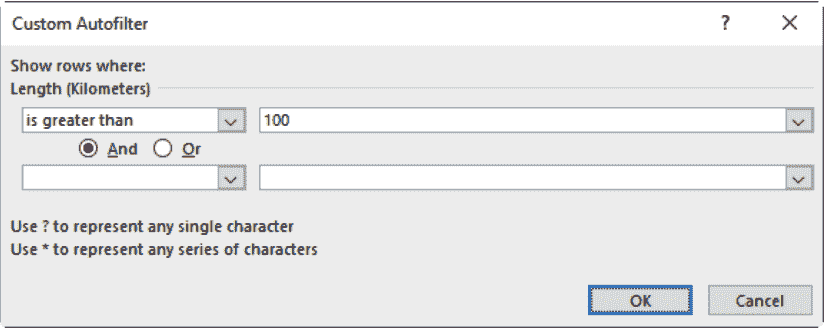 Custom Autofilter ?
Show rows where:
Length (Kilometers)
is greater than 100
And Or
Use ? to represent any single character
Use * to represent any series of characters
OK Cancel